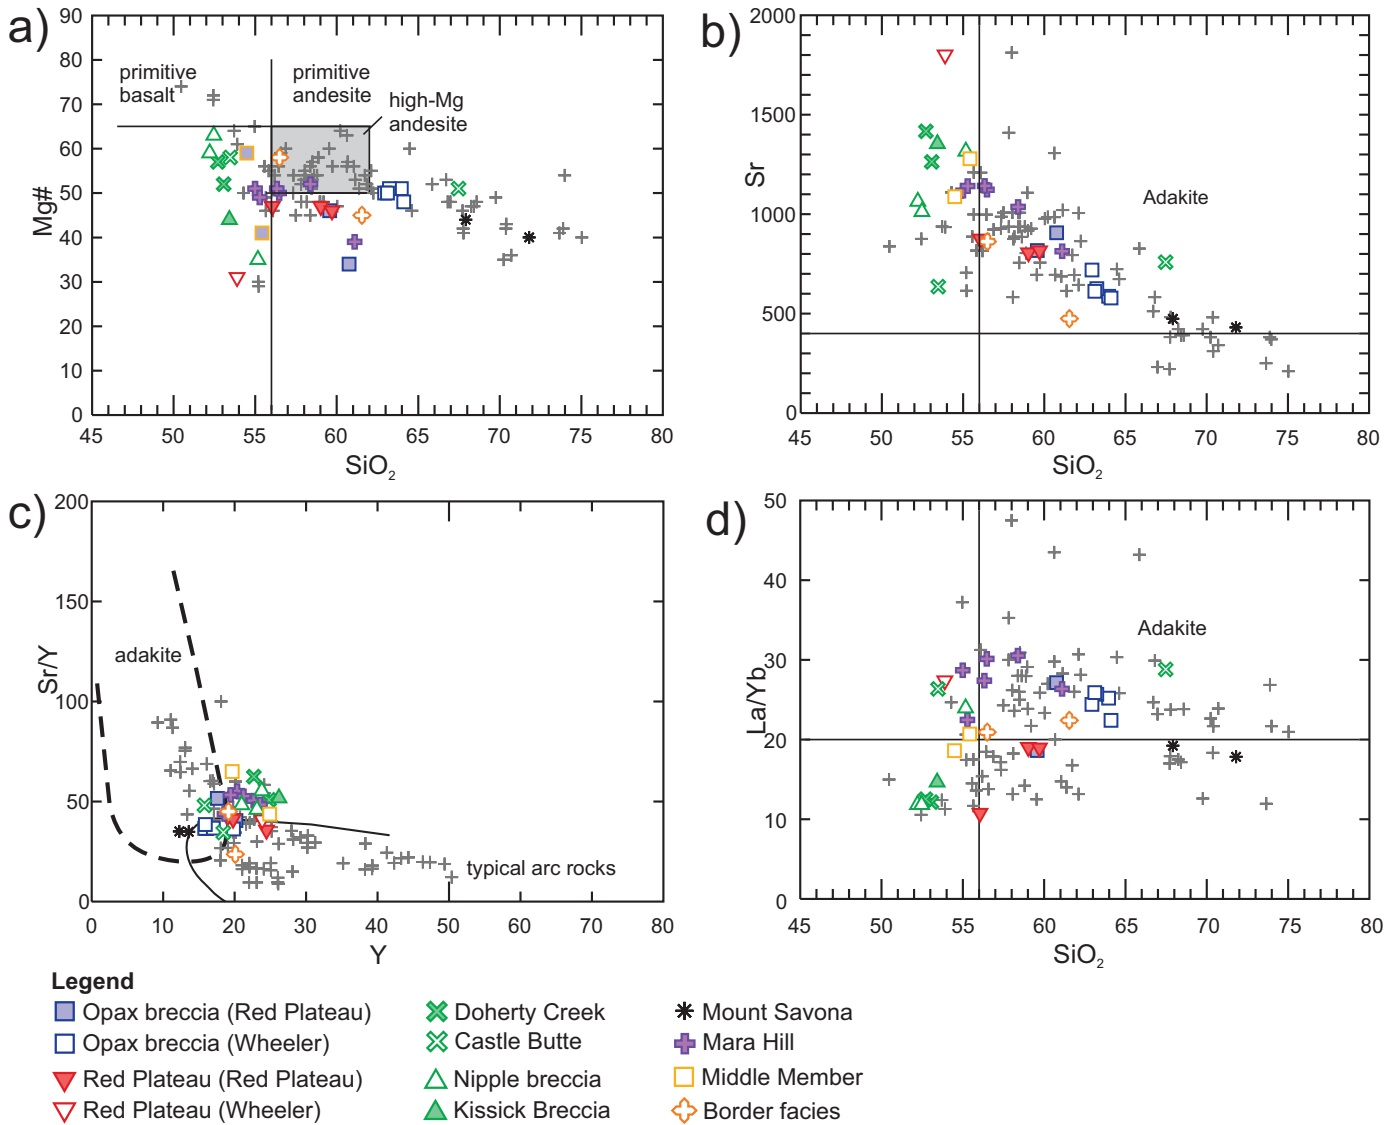 a)
90
80
70
60
50
40
30
20
10
0
Mg#
primitive
basalt
primitive
andesite
high-Mg
andesite
45 50 55 60 65 70 75 80
SiO2
b)
2000
1500
1000
500
0
Sr
Adakite
45 50 55 60 65 70 75 80
SiO2
c)
200
150
100
50
0
Sr/Y
adakite
typical arc rocks
0 10 20 30 40 50 60 70 80
Y
d)
50
40
30
20
10
0
La/Yb
Adakite
45 50 55 60 65 70 75 80
SiO2
Legend
Opax breccia (Red Plateau)
Opax breccia (Wheeler)
Red Plateau (Red Plateau)
Red Plateau (Wheeler)
Doherty Creek
Castle Butte
Nipple breccia
Kissick Breccia
Mount Savona
Mara Hill
Middle Member
Border facies